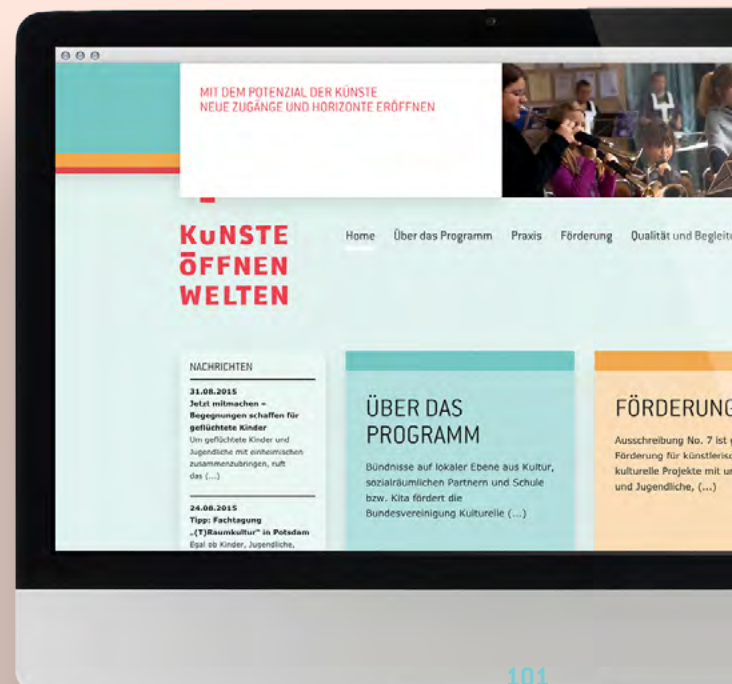 MIT DEM POTENZIAL DER KÜNSTE
NEUE ZUGÄNGE UND HORIZONTE ERÖFFNEN
KÜNSTE
ÖFFNEN
WELTEN
Home Über das Programm Praxis Förderung Qualität und Begleitu
NACHRICHTEN
31.08.2015
Jetzt mitmachen –
Begegnungen schaffen für
geflüchtete Kinder
Um geflüchtete Kinder und
Jugendliche mit einheimischen
zusammenzubringen, ruft
das (...)
24.08.2015
Tipp: Fachtagung
„(T)Raumkultur“ in Potsdam
Egal ob Kinder, Jugendliche,
ÜBER DAS
PROGRAMM
Bündnisse auf lokaler Ebene aus Kultur,
sozialräumlichen Partnern und Schule
bzw. Kita fördert die
Bundesvereinigung Kulturelle (...)
FÖRDERUNG
Ausschreibung No. 7 ist g
Förderung für künstlerisc
kulturelle Projekte mit un
und Jugendliche, (...)
101